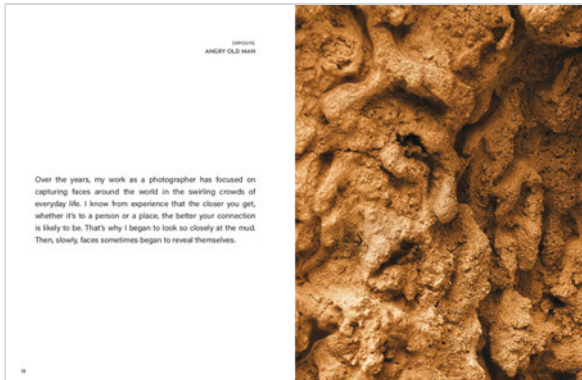 OPPOSITE:
ANGRY OLD MAN
Over the years, my work as a photographer has focused on
capturing faces around the world in the swirling crowds of
everyday life. I know from experience that the closer you get,
whether it's to a person or a place, the better your connection
is likely to be. That's why I began to look so closely at the mud.
Then, slowly, faces sometimes began to reveal themselves.